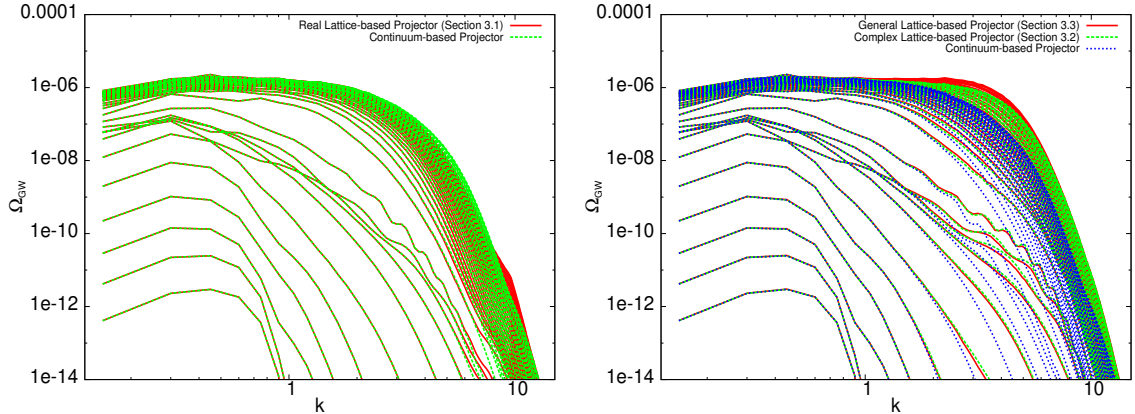 0.0001
1e-06
1e-08
1e-10
1e-12
1e-14
Ω_GW
1
10
k
Real Lattice-based Projector (Section 3.1)
Continuum-based Projector
0.0001
1e-06
1e-08
1e-10
1e-12
1e-14
Ω_GW
1
10
k
General Lattice-based Projector (Section 3.3)
Complex Lattice-based Projector (Section 3.2)
Continuum-based Projector